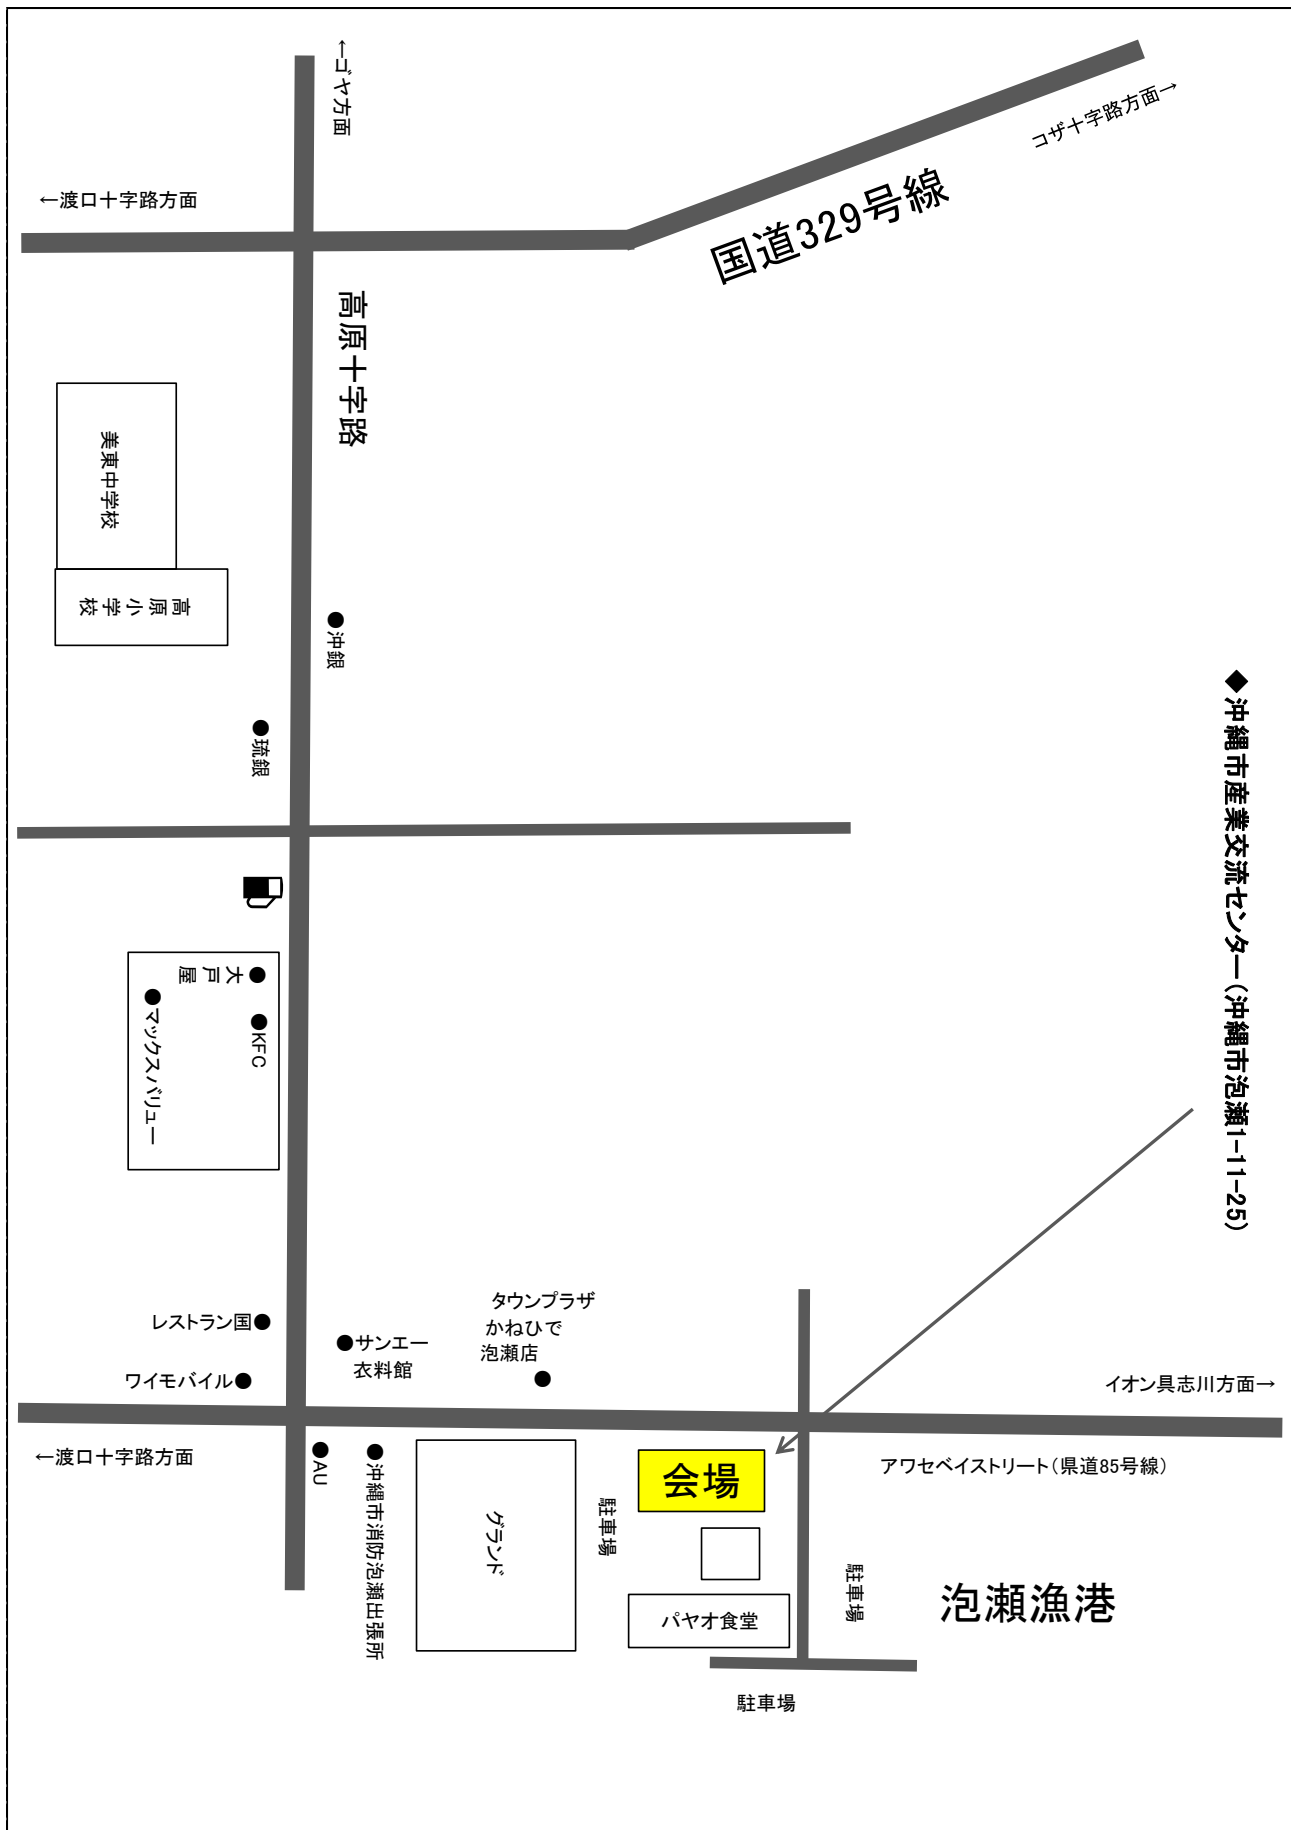 ←ゴヤ方面
コザ十字路方面→
←渡口十字路方面
国道329号線
高原十字路
美東中学校
高原小学校
●沖銀
●琉銀
◆沖縄市産業交流センター（沖縄市泡瀬1-11-25）
●大戸屋
●KFC
●マックスバリュー
レストラン国●
ワイモバイル●
●サンエー
衣料館
タウンプラザ
かねひで
泡瀬店
●
イオン具志川方面→
←渡口十字路方面
●AU
●沖縄市消防泡瀬出張所
グランド
駐車場
会場
アワセベイストリート（県道85号線）
パヤオ食堂
駐車場
泡瀬漁港
駐車場